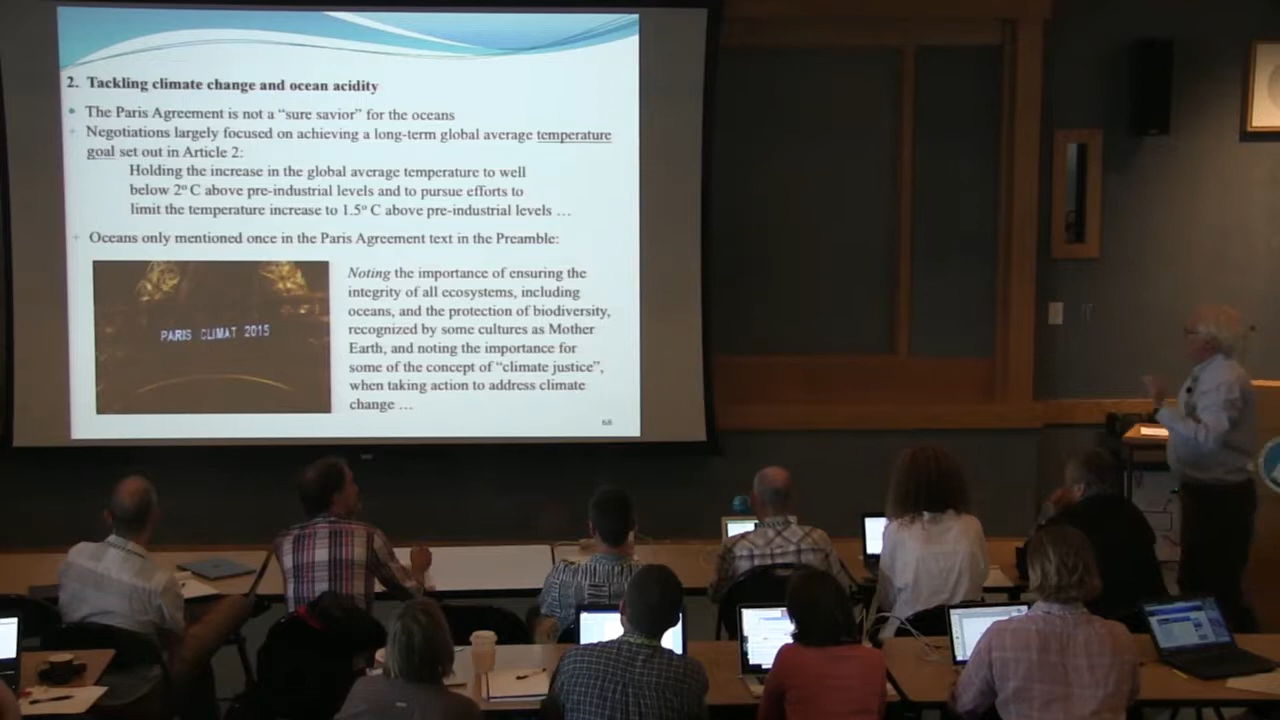 2. Tackling climate change and ocean acidity
The Paris Agreement is not a “sure savior” for the oceans
Negotiations largely focused on achieving a long-term global average temperature
goal set out in Article 2:
Holding the increase in the global average temperature to well
below 2º C above pre-industrial levels and to pursue efforts to
limit the temperature increase to 1.5º C above pre-industrial levels …
Oceans only mentioned once in the Paris Agreement text in the Preamble:
PARIS CLIMAT 2015
Noting the importance of ensuring the
integrity of all ecosystems, including
oceans, and the protection of biodiversity,
recognized by some cultures as Mother
Earth, and noting the importance for
some of the concept of “climate justice”,
when taking action to address climate
change …
68